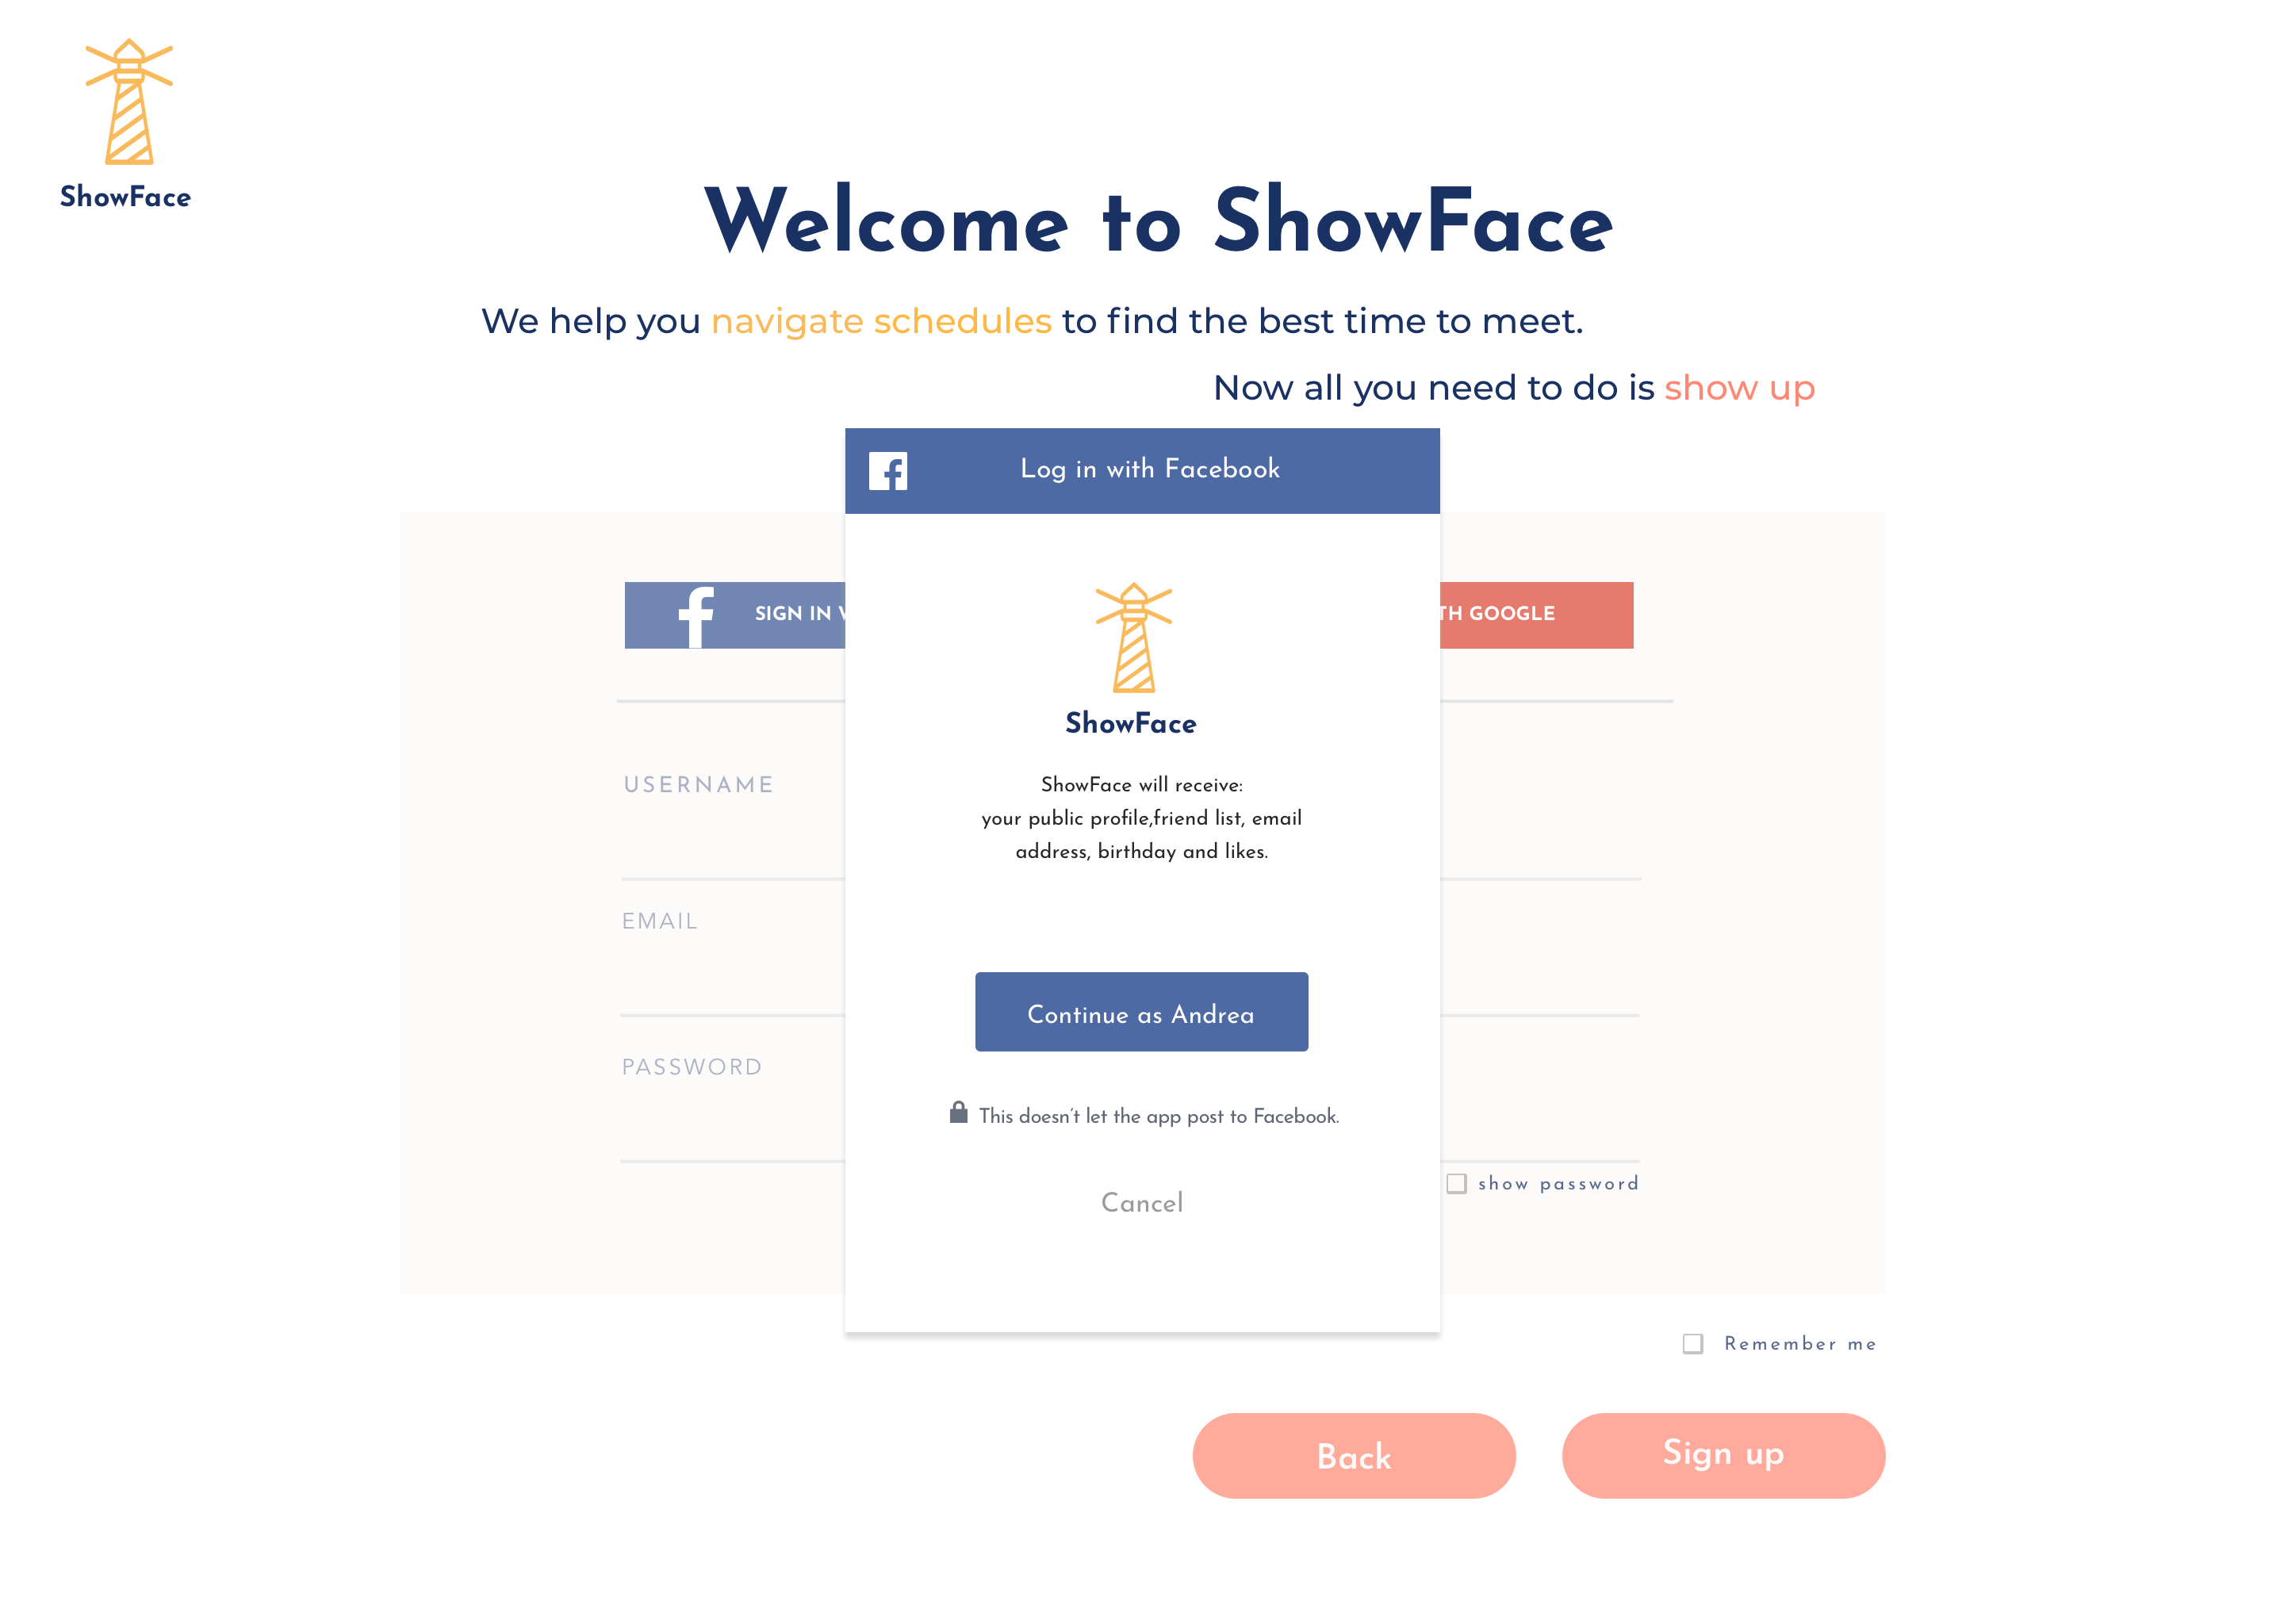 ShowFace
Welcome to ShowFace
We help you navigate schedules to find the best time to meet.
Now all you need to do is show up
Log in with Facebook
SIGN IN
TH GOOGLE
ShowFace
ShowFace will receive:
your public profile,friend list, email
address, birthday and likes.
USERNAME
EMAIL
Continue as Andrea
PASSWORD
This doesn't let the app post to Facebook.
show password
Cancel
Remember me
Back
Sign up